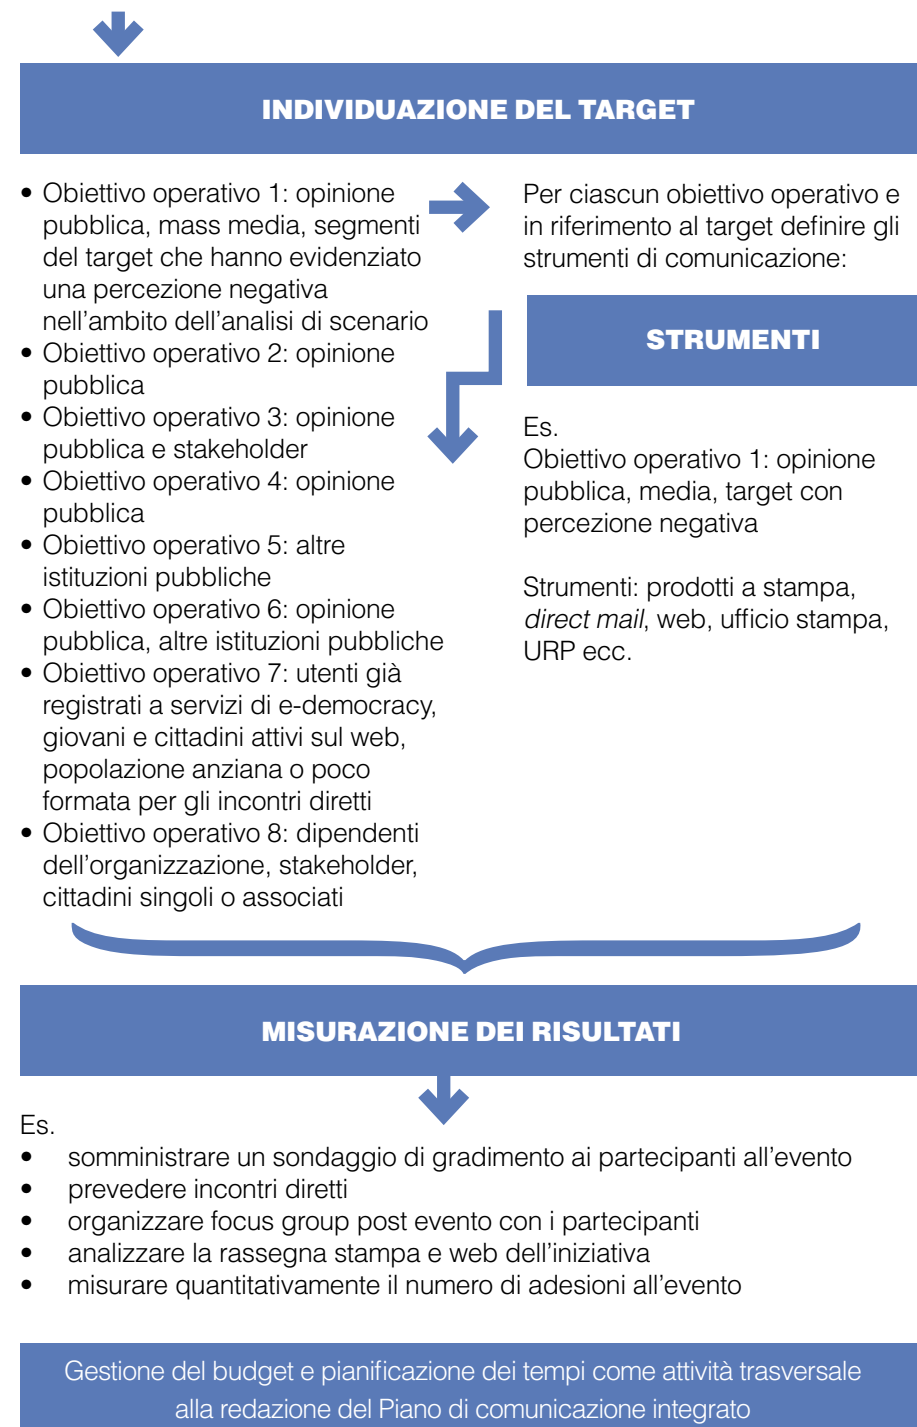 INDIVIDUAZIONE DEL TARGET
• Obiettivo operativo 1: opinione
pubblica, mass media, segmenti
del target che hanno evidenziato
una percezione negativa
nell’ambito dell’analisi di scenario
• Obiettivo operativo 2: opinione
pubblica
• Obiettivo operativo 3: opinione
pubblica e stakeholder
• Obiettivo operativo 4: opinione
pubblica
• Obiettivo operativo 5: altre
istituzioni pubbliche
• Obiettivo operativo 6: opinione
pubblica, altre istituzioni pubbliche
• Obiettivo operativo 7: utenti già
registrati a servizi di e-democracy,
giovani e cittadini attivi sul web,
popolazione anziana o poco
formata per gli incontri diretti
• Obiettivo operativo 8: dipendenti
dell’organizzazione, stakeholder,
cittadini singoli o associati
Per ciascun obiettivo operativo e
in riferimento al target definire gli
strumenti di comunicazione:
STRUMENTI
Es.
Obiettivo operativo 1: opinione
pubblica, media, target con
percezione negativa
Strumenti: prodotti a stampa,
direct mail, web, ufficio stampa,
URP ecc.
MISURAZIONE DEI RISULTATI
Es.
• somministrare un sondaggio di gradimento ai partecipanti all’evento
• prevedere incontri diretti
• organizzare focus group post evento con i partecipanti
• analizzare la rassegna stampa e web dell’iniziativa
• misurare quantitativamente il numero di adesioni all’evento
Gestione del budget e pianificazione dei tempi come attività trasversale
alla redazione del Piano di comunicazione integrato